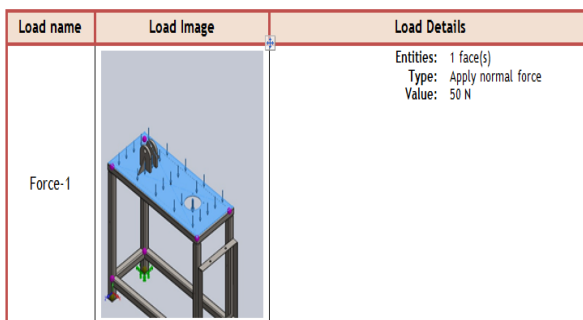 Load name Load Image Load Details
Entities: 1 face(s)
Type: Apply normal force
Value: 50 N
Force-1